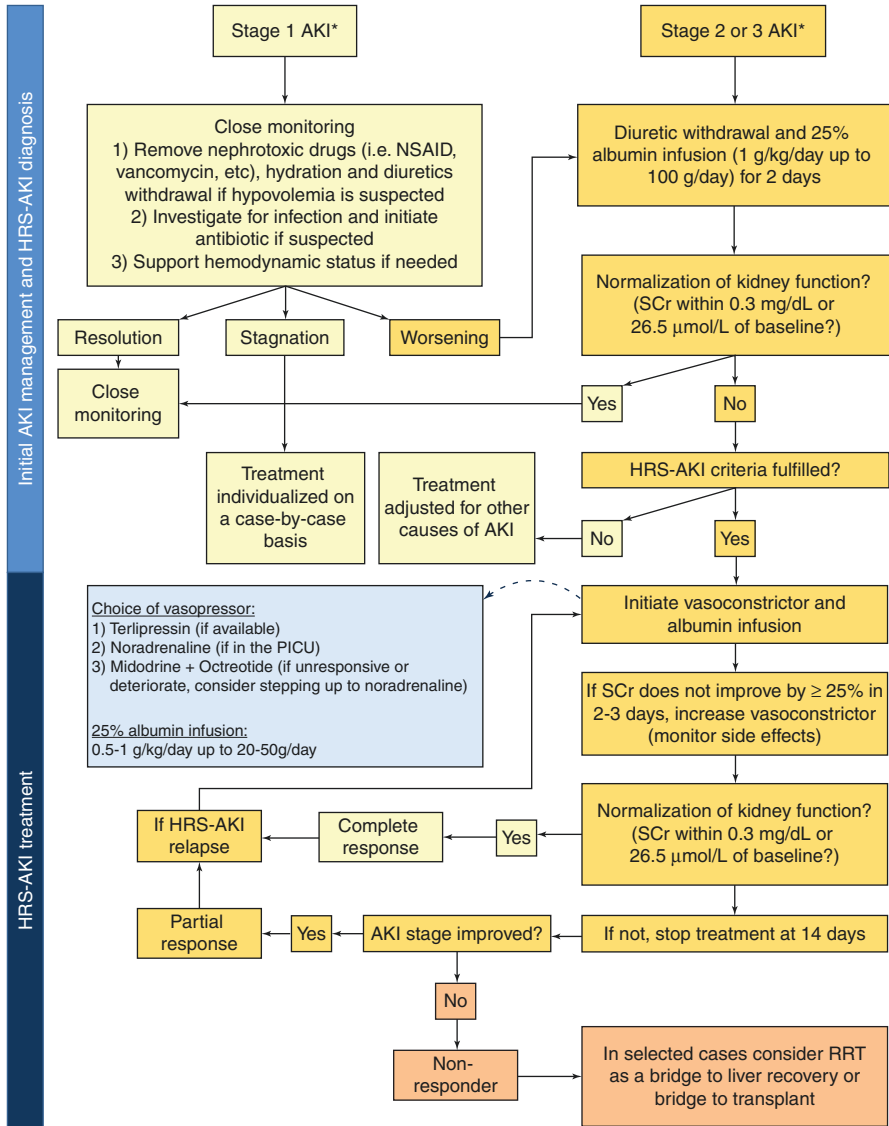 Initial AKI management and HRS-AKI diagnosis
Stage 1 AKI*
Stage 2 or 3 AKI*
Close monitoring
1) Remove nephrotoxic drugs (i.e. NSAID,
vancomycin, etc), hydration and diuretics
withdrawal if hypovolemia is suspected
2) Investigate for infection and initiate
antibiotic if suspected
3) Support hemodynamic status if needed
Diuretic withdrawal and 25%
albumin infusion (1 g/kg/day up to
100 g/day) for 2 days
Normalization of kidney function?
(SCr within 0.3 mg/dL or
26.5 μmol/L of baseline?)
Resolution
Stagnation
Worsening
Close
monitoring
Yes
No
Treatment
individualized on
a case-by-case
basis
Treatment
adjusted for other
causes of AKI
HRS-AKI criteria fulfilled?
No
Yes
HRS-AKI treatment
Choice of vasopressor:
1) Terlipressin (if available)
2) Noradrenaline (if in the PICU)
3) Midodrine + Octreotide (if unresponsive or
deteriorate, consider stepping up to noradrenaline)
25% albumin infusion:
0.5-1 g/kg/day up to 20-50g/day
Initiate vasoconstrictor and
albumin infusion
If SCr does not improve by ≥ 25% in
2-3 days, increase vasoconstrictor
(monitor side effects)
If HRS-AKI
relapse
Complete
response
Yes
Normalization of kidney function?
(SCr within 0.3 mg/dL or
26.5 μmol/L of baseline?)
Partial
response
Yes
AKI stage improved?
If not, stop treatment at 14 days
No
Non-
responder
In selected cases consider RRT
as a bridge to liver recovery or
bridge to transplant